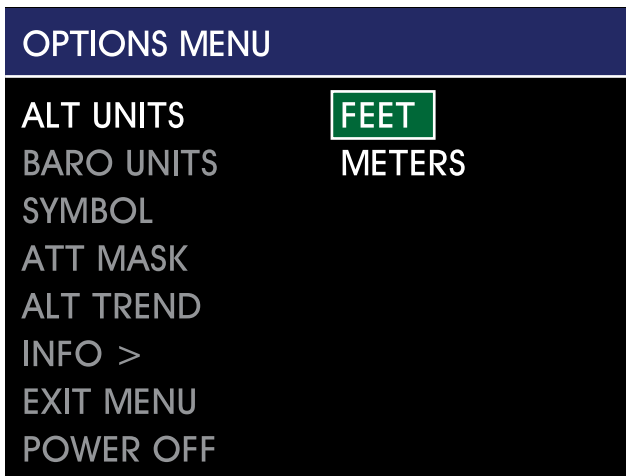 OPTIONS MENU
ALT UNITS FEET
BARO UNITS METERS
SYMBOL
ATT MASK
ALT TREND
INFO >
EXIT MENU
POWER OFF